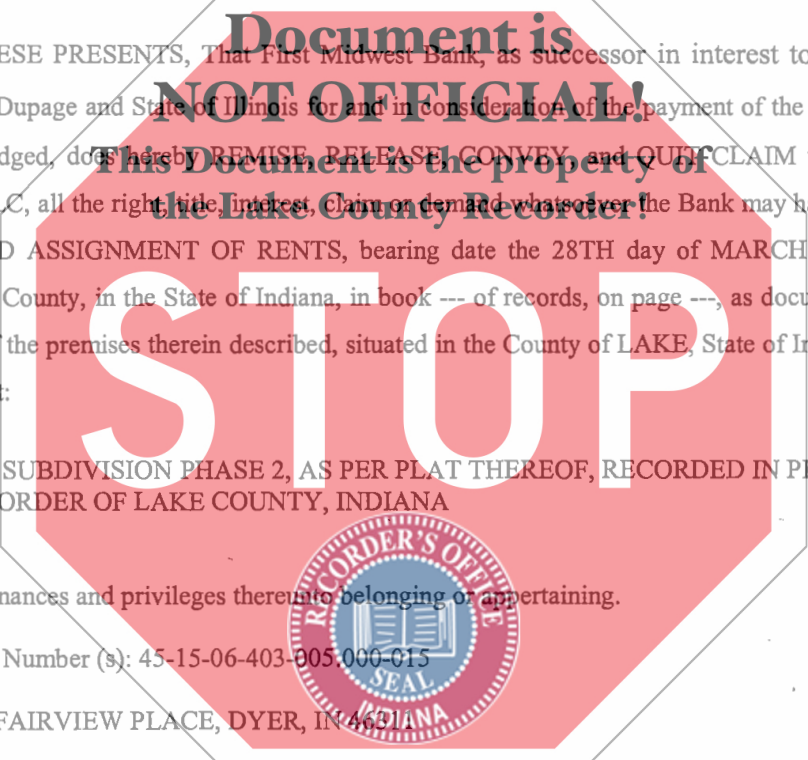 Document is
ESE PRESENTS, That First Midwest Bank, as successor in interest to
NOT OFFICIAL!
Dupage and State of Illinois for and in consideration of the payment of the
This Document is the property of
dged, does hereby REMISE, RELEASE, CONVEY, and QUIT CLAIM
the Lake County Recorder!
C, all the right, title, interest, claim or demand whatsoever the Bank may ha
D ASSIGNMENT OF RENTS, bearing date the 28TH day of MARCH
County, in the State of Indiana, in book --- of records, on page ---, as docu
the premises therein described, situated in the County of LAKE, State of In
t:
STOP
SUBDIVISION PHASE 2, AS PER PLAT THEREOF, RECORDED IN
ORDER OF LAKE COUNTY, INDIANA
RECORDER'S OFFICE
nances and privileges thereunto belonging or appertaining.
Number (s): 45-15-06-403-005.000-015
SEAL
FAIRVIEW PLACE, DYER, IN 46311
INDIANA